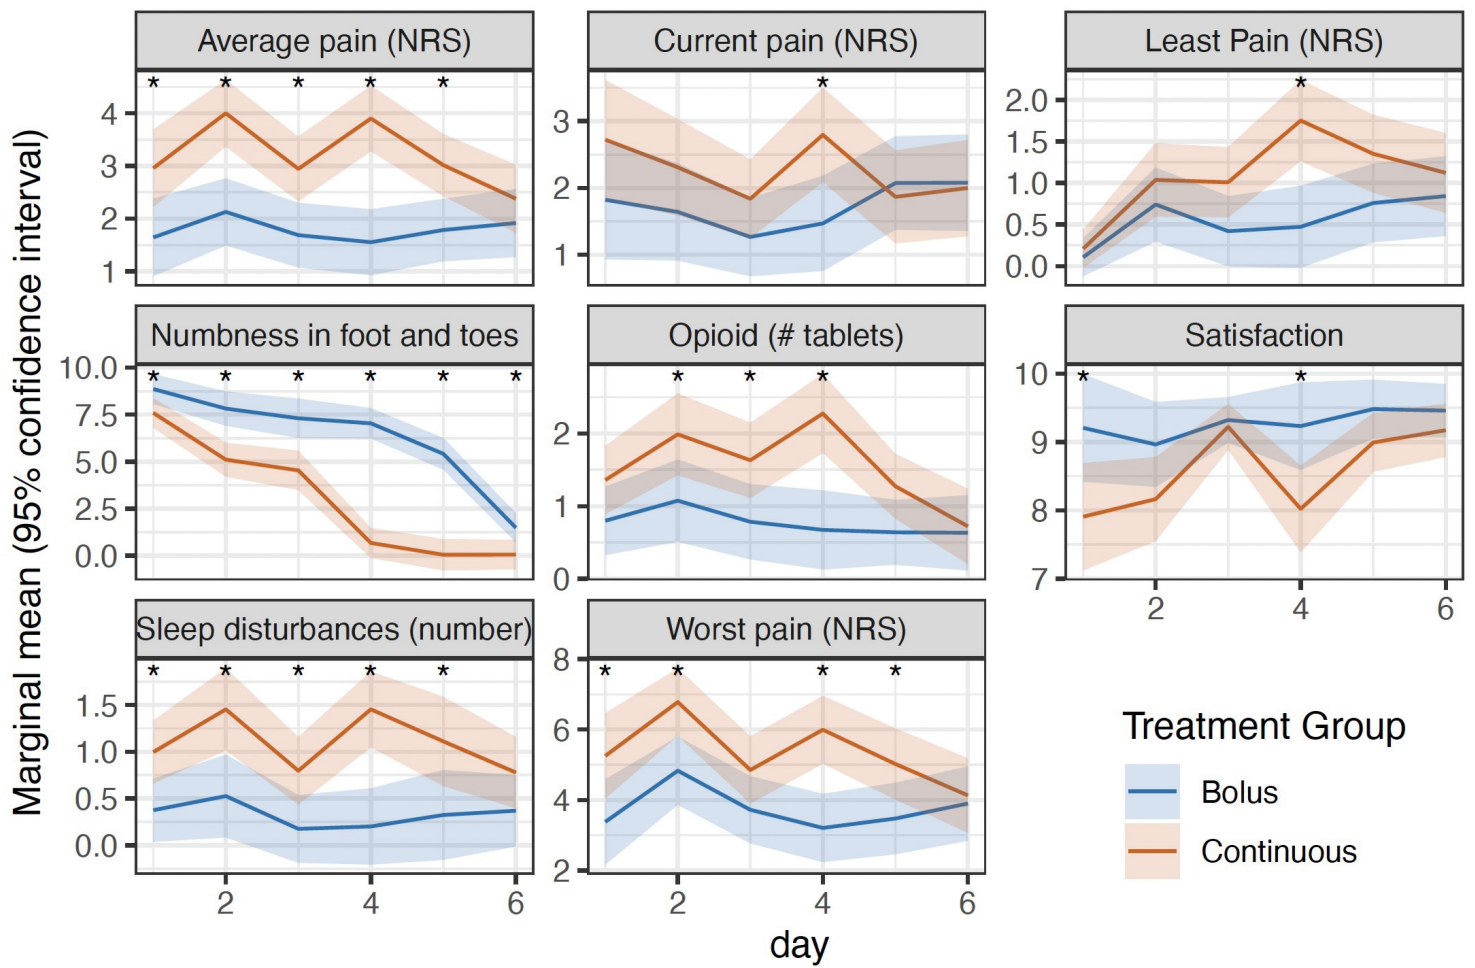 Marginal mean (95% confidence interval)
Average pain (NRS)
* * * * *
4
3
2
1
Current pain (NRS)
*
3
2
1
Least Pain (NRS)
*
2.0
1.5
1.0
0.5
0.0
Numbness in foot and toes
* * * * * *
10.0
7.5
5.0
2.5
0.0
Opioid (# tablets)
* * *
2
1
0
Satisfaction
* *
10
9
8
7
2 4 6
Sleep disturbances (number)
* * * * *
1.5
1.0
0.5
0.0
2 4 6
Worst pain (NRS)
* * * *
8
6
4
2
2 4 6
day
Treatment Group
Bolus
Continuous